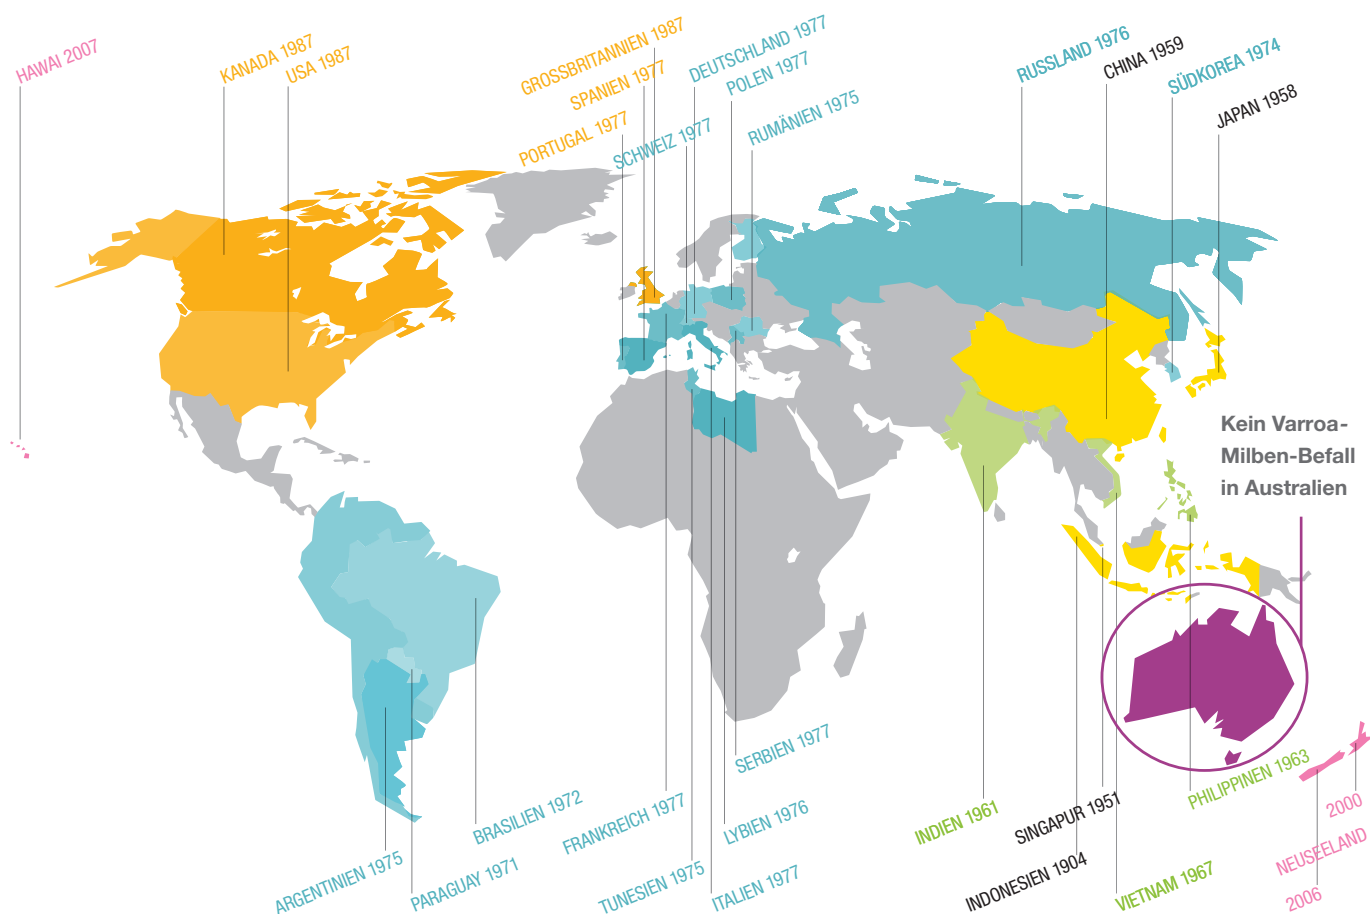 HAWAI 2007
KANADA 1987
USA 1987
GROSSBRITANNIEN 1987
SPANIEN 1977
PORTUGAL 1977
SCHWEIZ 1977
DEUTSCHLAND 1977
POLEN 1977
RUMÄNIEN 1975
RUSSLAND 1976
CHINA 1959
SÜDKOREA 1974
JAPAN 1958
Kein Varroa-
Milben-Befall
in Australien
ARGENTINIEN 1975
PARAGUAY 1971
BRASILIEN 1972
FRANKREICH 1977
TUNESIEN 1975
ITALIEN 1977
LYBIEN 1976
SERBIEN 1977
INDIEN 1961
SINGAPUR 1951
INDONESIEN 1904
VIETNAM 1967
PHILIPPINEN 1963
2000
NEUSEELAND
2006